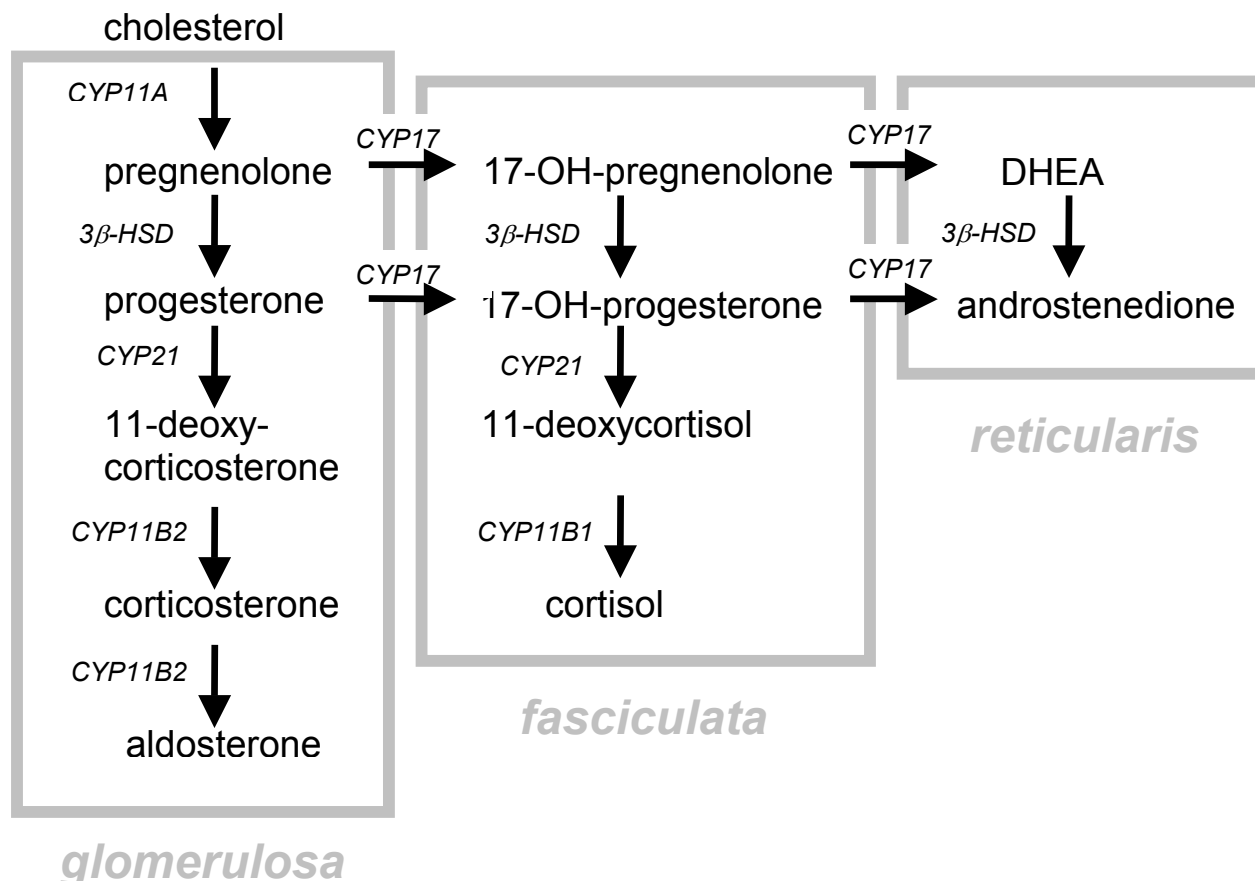 cholesterol
CYP11A
CYP17
CYP17
pregnenolone
17-OH-pregnenolone
DHEA
3β-HSD
3β-HSD
3β-HSD
CYP17
CYP17
progesterone
17-OH-progesterone
androstenedione
CYP21
CYP21
11-deoxy-
corticosterone
11-deoxycortisol
reticularis
CYP11B2
CYP11B1
corticosterone
cortisol
CYP11B2
fasciculata
aldosterone
glomerulosa